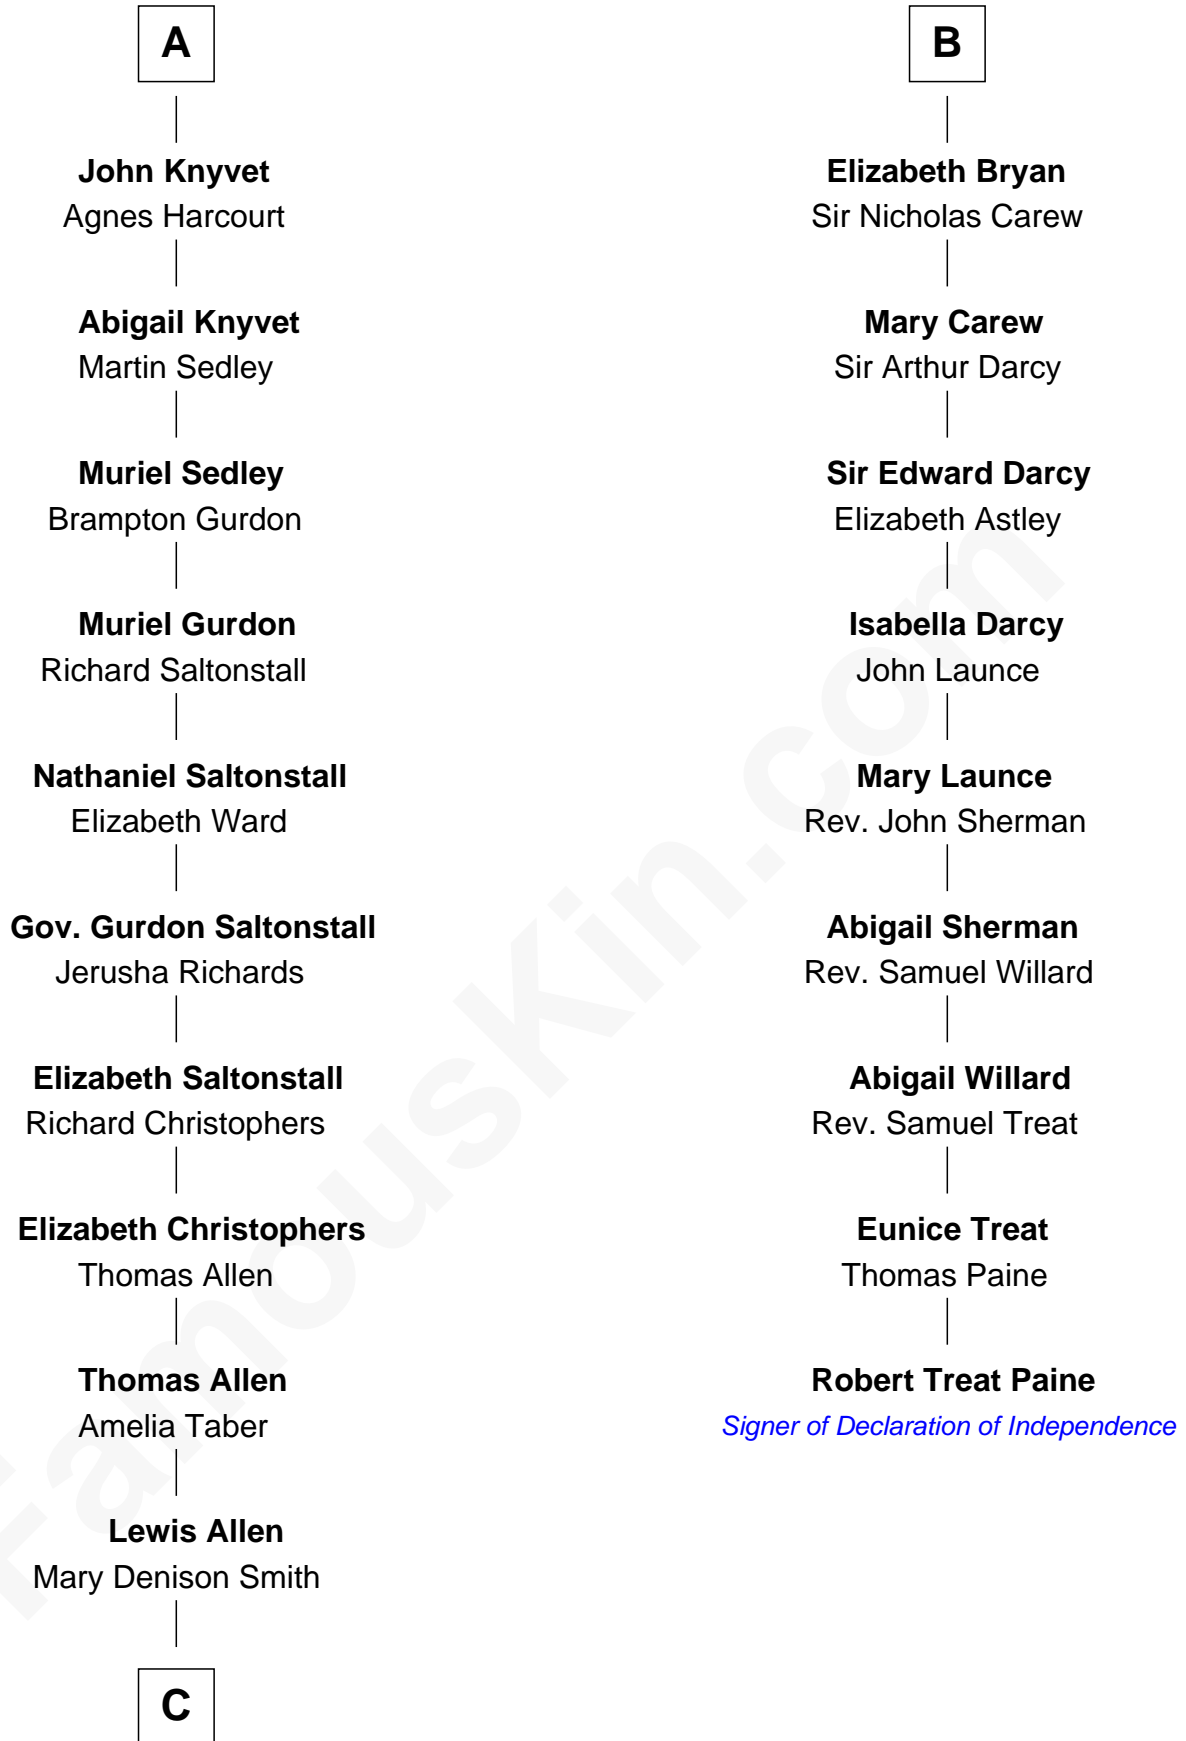 A
John Knyvet
Agnes Harcourt
Abigail Knyvet
Martin Sedley
Muriel Sedley
Brampton Gurdon
Muriel Gurdon
Richard Saltonstall
Nathaniel Saltonstall
Elizabeth Ward
Gov. Gurdon Saltonstall
Jerusha Richards
Elizabeth Saltonstall
Richard Christophers
Elizabeth Christophers
Thomas Allen
Thomas Allen
Amelia Taber
Lewis Allen
Mary Denison Smith
C
B
Elizabeth Bryan
Sir Nicholas Carew
Mary Carew
Sir Arthur Darcy
Sir Edward Darcy
Elizabeth Astley
Isabella Darcy
John Launce
Mary Launce
Rev. John Sherman
Abigail Sherman
Rev. Samuel Willard
Abigail Willard
Rev. Samuel Treat
Eunice Treat
Thomas Paine
Robert Treat Paine
Signer of Declaration of Independence
FamousKin.com